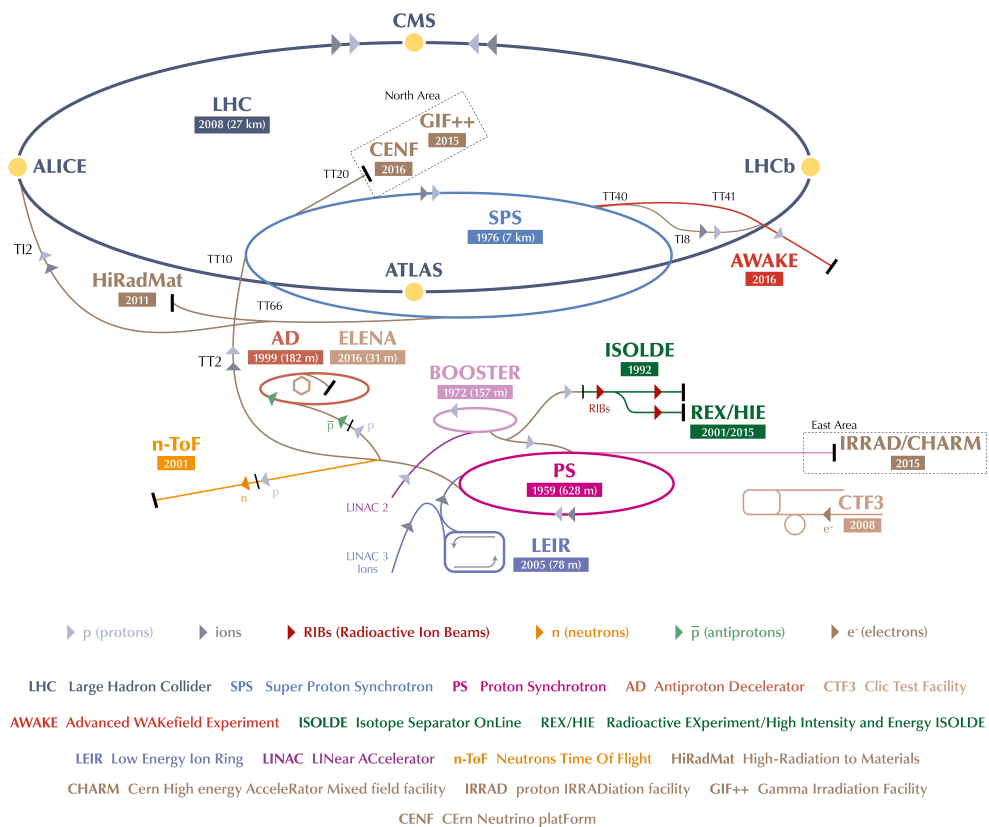 CMS
North Area
LHC
2008 (27 km)
GIF++
2015
CENF
2016
ALICE
LHCb
TT20
TT40
TT41
SPS
1976 (7 km)
TI8
TI2
TT10
AWAKE
2016
ATLAS
HiRadMat
2011
TT66
AD
1999 (182 m)
ELENA
2016 (31 m)
TT2
ISOLDE
1992
BOOSTER
1972 (157 m)
RIBs
REX/HIE
2001/2015
p̅
p
East Area
IRRAD/CHARM
2015
n-ToF
2001
PS
1959 (628 m)
n
p
LINAC 2
CTF3
2008
e-
LEIR
2005 (78 m)
LINAC 3
Ions
p (protons)
ions
RIBs (Radioactive Ion Beams)
n (neutrons)
p̅ (antiprotons)
e- (electrons)
LHC Large Hadron Collider SPS Super Proton Synchrotron PS Proton Synchrotron AD Antiproton Decelerator CTF3 Clic Test Facility
AWAKE Advanced WAKefield Experiment ISOLDE Isotope Separator OnLine REX/HIE Radioactive EXperiment/High Intensity and Energy ISOLDE
LEIR Low Energy Ion Ring LINAC LINear ACcelerator n-ToF Neutrons Time Of Flight HiRadMat High-Radiation to Materials
CHARM Cern High energy AcceleRator Mixed field facility IRRAD proton IRRADiation facility GIF++ Gamma Irradiation Facility
CENF CErn Neutrino platForm